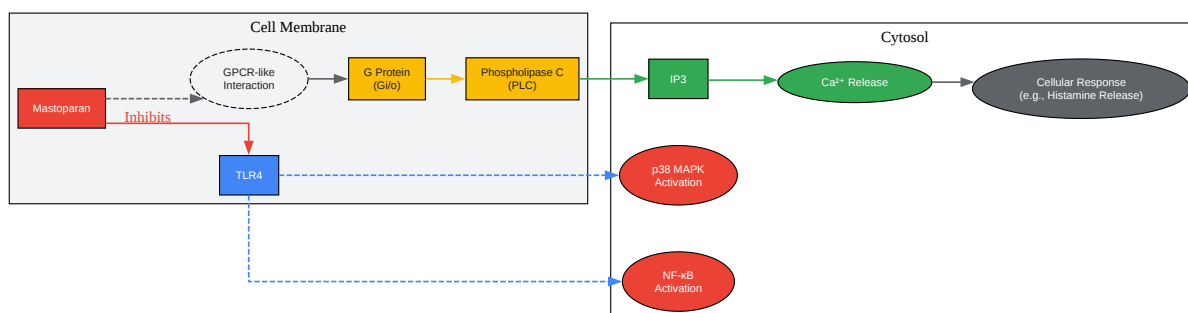 Cell Membrane
Cytosol
GPCR-like
Interaction
G Protein
(Gi/o)
Phospholipase C
(PLC)
IP3
Ca²⁺ Release
Cellular Response
(e.g., Histamine Release)
Mastoparan
Inhibits
TLR4
p38 MAPK
Activation
NF-κB
Activation